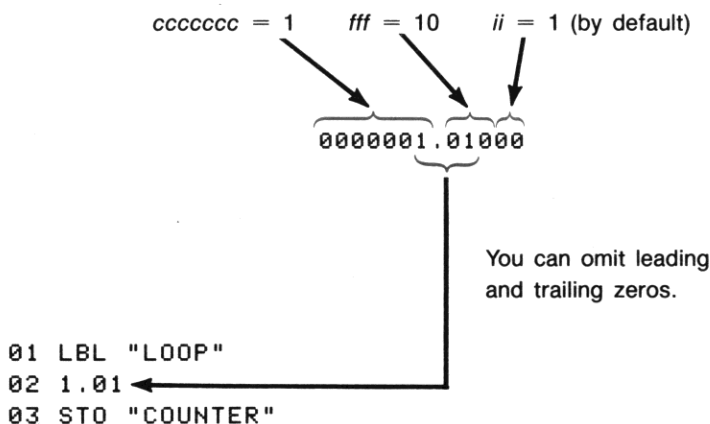 ccccccc = 1 fff = 10 ii = 1 (by default)
0000001.01000
You can omit leading
and trailing zeros.
01 LBL "LOOP"
02 1.01
03 STO "COUNTER"